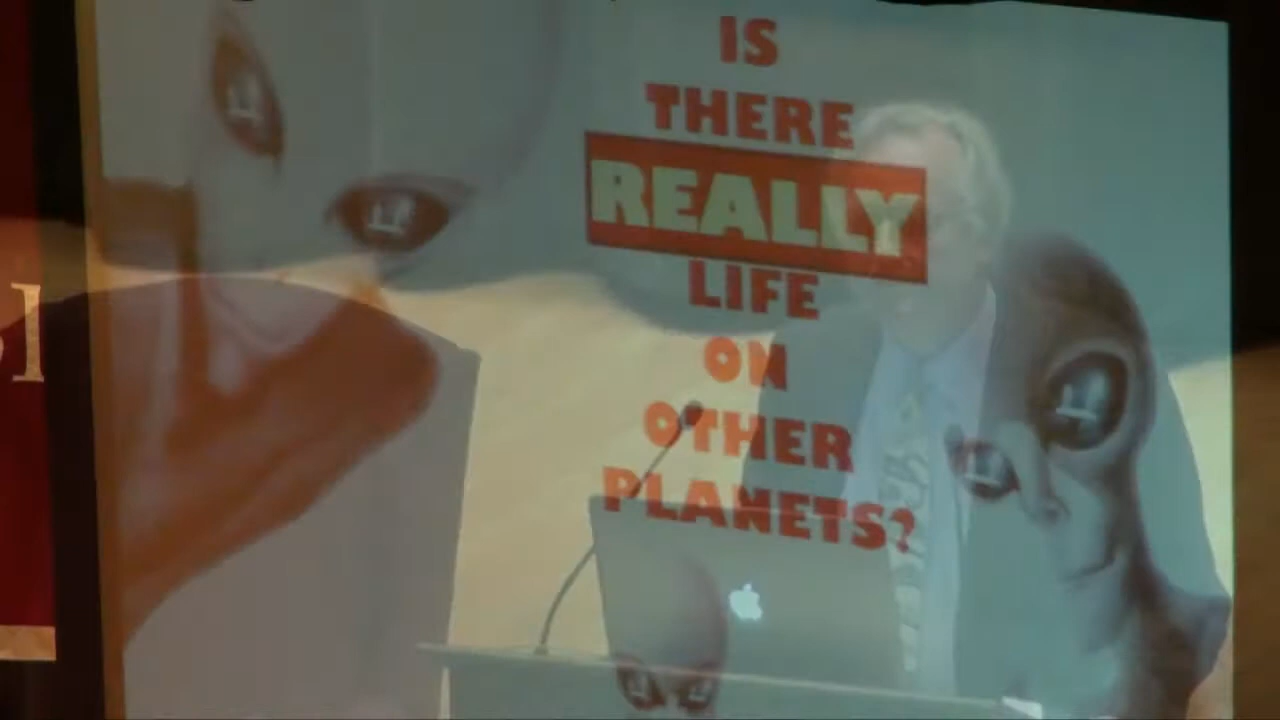 IS
THERE
REALLY
LIFE
ON
OTHER
PLANETS?